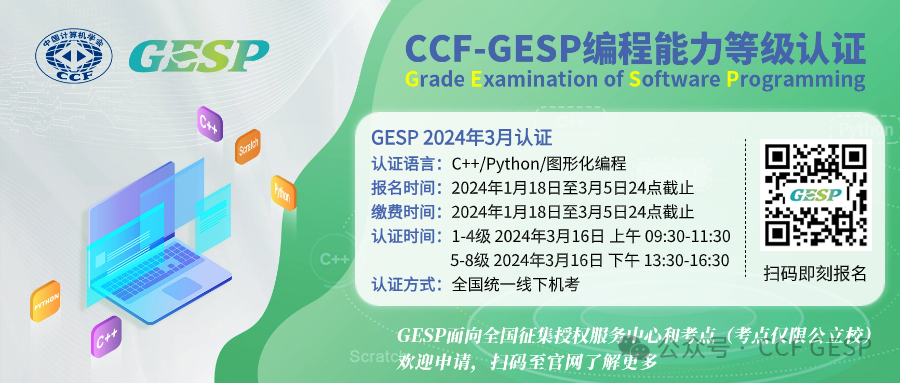 中国计算机学会
CCF
GESP
CCF-GESP编程能力等级认证
Grade Examination of Software Programming
C++
Scratch
Python
GESP 2024年3月认证
认证语言：C++/Python/图形化编程
报名时间：2024年1月18日至3月5日24点截止
缴费时间：2024年1月18日至3月5日24点截止
认证时间：1-4级 2024年3月16日 上午 09:30-11:30
5-8级 2024年3月16日 下午 13:30-16:30
认证方式：全国统一线下机考
GESP
扫码即刻报名
Python
C++
PYTHON
C++
GESP面向全国征集授权服务中心和考点（考点仅限公立校）
欢迎申请，扫码至官网了解更多
Scratch
公众号 · CCF GESP